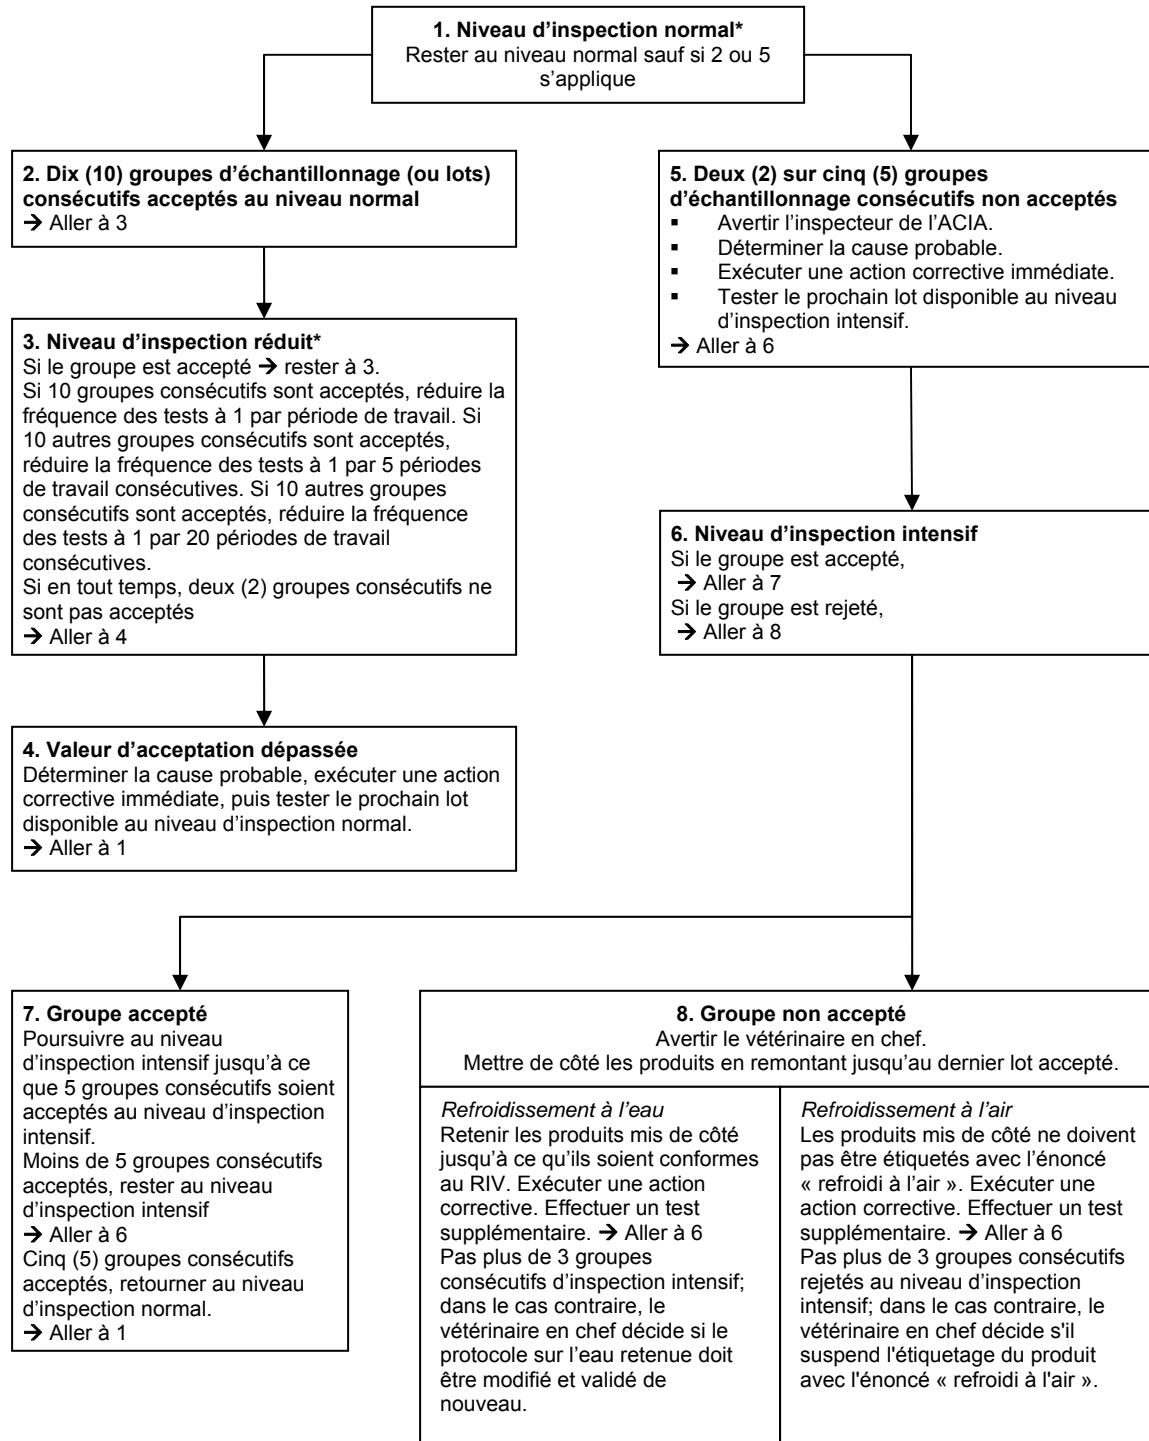 1. Niveau d’inspection normal*
Rester au niveau normal sauf si 2 ou 5
s’applique
2. Dix (10) groupes d’échantillonnage (ou lots)
consécutifs acceptés au niveau normal
→ Aller à 3
3. Niveau d’inspection réduit*
Si le groupe est accepté → rester à 3.
Si 10 groupes consécutifs sont acceptés, réduire la
fréquence des tests à 1 par période de travail. Si
10 autres groupes consécutifs sont acceptés,
réduire la fréquence des tests à 1 par 5 périodes
de travail consécutives. Si 10 autres groupes
consécutifs sont acceptés, réduire la fréquence
des tests à 1 par 20 périodes de travail
consécutives.
Si en tout temps, deux (2) groupes consécutifs ne
sont pas acceptés
→ Aller à 4
4. Valeur d’acceptation dépassée
Déterminer la cause probable, exécuter une action
corrective immédiate, puis tester le prochain lot
disponible au niveau d’inspection normal.
→ Aller à 1
5. Deux (2) sur cinq (5) groupes
d’échantillonnage consécutifs non acceptés
▪ Avertir l’inspecteur de l’ACIA.
▪ Déterminer la cause probable.
▪ Exécuter une action corrective immédiate.
▪ Tester le prochain lot disponible au niveau
d’inspection intensif.
→ Aller à 6
6. Niveau d’inspection intensif
Si le groupe est accepté,
→ Aller à 7
Si le groupe est rejeté,
→ Aller à 8
7. Groupe accepté
Poursuivre au niveau
d’inspection intensif jusqu’à ce
que 5 groupes consécutifs soient
acceptés au niveau d’inspection
intensif.
Moins de 5 groupes consécutifs
acceptés, rester au niveau
d’inspection intensif
→ Aller à 6
Cinq (5) groupes consécutifs
acceptés, retourner au niveau
d’inspection normal.
→ Aller à 1
8. Groupe non accepté
Avertir le vétérinaire en chef.
Mettre de côté les produits en remontant jusqu’au dernier lot accepté.
Refroidissement à l’eau
Retenir les produits mis de côté
jusqu’à ce qu’ils soient conformes
au RIV. Exécuter une action
corrective. Effectuer un test
supplémentaire. → Aller à 6
Pas plus de 3 groupes
consécutifs d’inspection intensif;
dans le cas contraire, le
vétérinaire en chef décide si le
protocole sur l’eau retenue doit
être modifié et validé de
nouveau.
Refroidissement à l’air
Les produits mis de côté ne doivent
pas être étiquetés avec l’énoncé
« refroidi à l’air ». Exécuter une
action corrective. Effectuer un test
supplémentaire. → Aller à 6
Pas plus de 3 groupes consécutifs
rejetés au niveau d’inspection
intensif; dans le cas contraire, le
vétérinaire en chef décide s'il
suspend l'étiquetage du produit
avec l'énoncé « refroidi à l'air ».